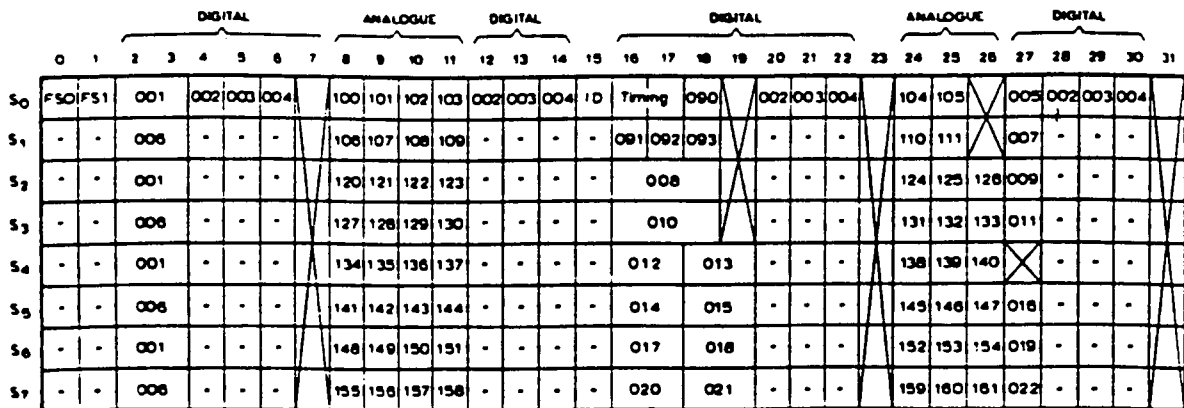 DIGITAL ANALOGUE DIGITAL DIGITAL ANALOGUE DIGITAL
0 1 2 3 4 5 6 7 8 9 10 11 12 13 14 15 16 17 18 19 20 21 22 23 24 25 26 27 28 29 30 31
S0 FS0 FS1 001 002 003 004 100 101 102 103 002 003 004 ID Timing 090 002 003 004 104 105 005 002 003 004
S1 - - 006 - - - 106 107 108 109 - - - - 091 092 093 - - - 110 111 007 - - -
S2 - - 001 - - - 120 121 122 123 - - - - 008 - - - 124 125 126 009 - - -
S3 - - 006 - - - 127 128 129 130 - - - - 010 - - - 131 132 133 011 - - -
S4 - - 001 - - - 134 135 136 137 - - - - 012 013 - - - 138 139 140 - - -
S5 - - 006 - - - 141 142 143 144 - - - - 014 015 - - - 145 146 147 016 - - -
S6 - - 001 - - - 148 149 150 151 - - - - 017 018 - - - 152 153 154 019 - - -
S7 - - 006 - - - 155 156 157 158 - - - - 020 021 - - - 159 160 161 022 - - -